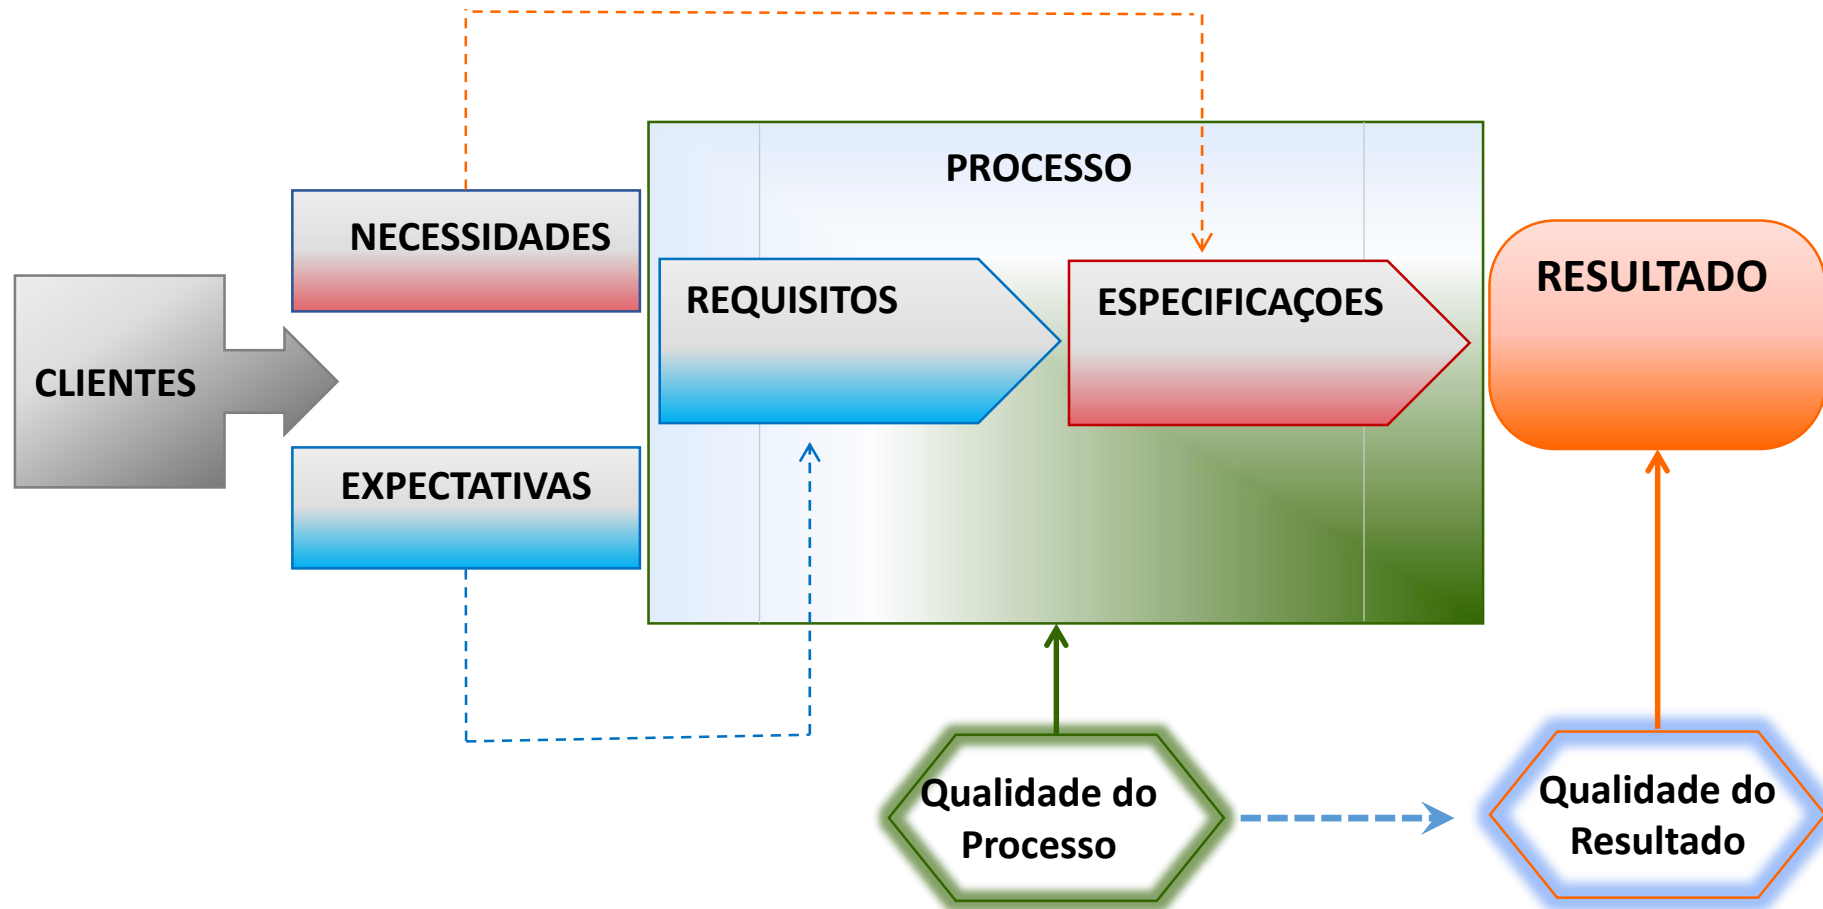 PROCESSO
NECESSIDADES
RESULTADO
REQUISITOS
ESPECIFICAÇOES
CLIENTES
EXPECTATIVAS
Qualidade do
Processo
Qualidade do
Resultado